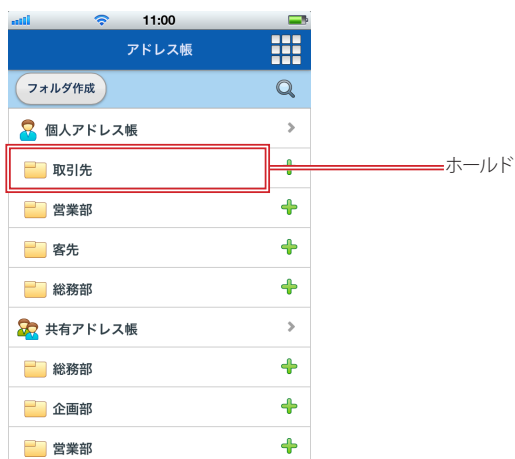 11:00
アドレス帳
フォルダ作成
個人アドレス帳
取引先
ホールド
営業部
客先
総務部
共有アドレス帳
総務部
企画部
営業部